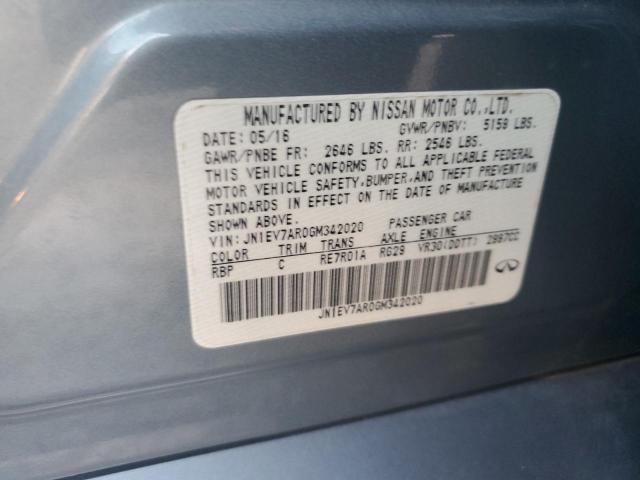 MANUFACTURED BY NISSAN MOTOR CO.,LTD.
DATE: 05/16 GVWR/PNBV: 5159 LBS.
GAWR/PNBE FR: 2646 LBS. RR: 2546 LBS.
THIS VEHICLE CONFORMS TO ALL APPLICABLE FEDERAL
MOTOR VEHICLE SAFETY,BUMPER,AND THEFT PREVENTION
STANDARDS IN EFFECT ON THE DATE OF MANUFACTURE
SHOWN ABOVE.
VIN: JN1EV7AR0GM342020 PASSENGER CAR
COLOR TRIM TRANS AXLE ENGINE
RBP C RE7R01A RG29 VR30(DDTT) 2997CC
JN1EV7AR0GM342020